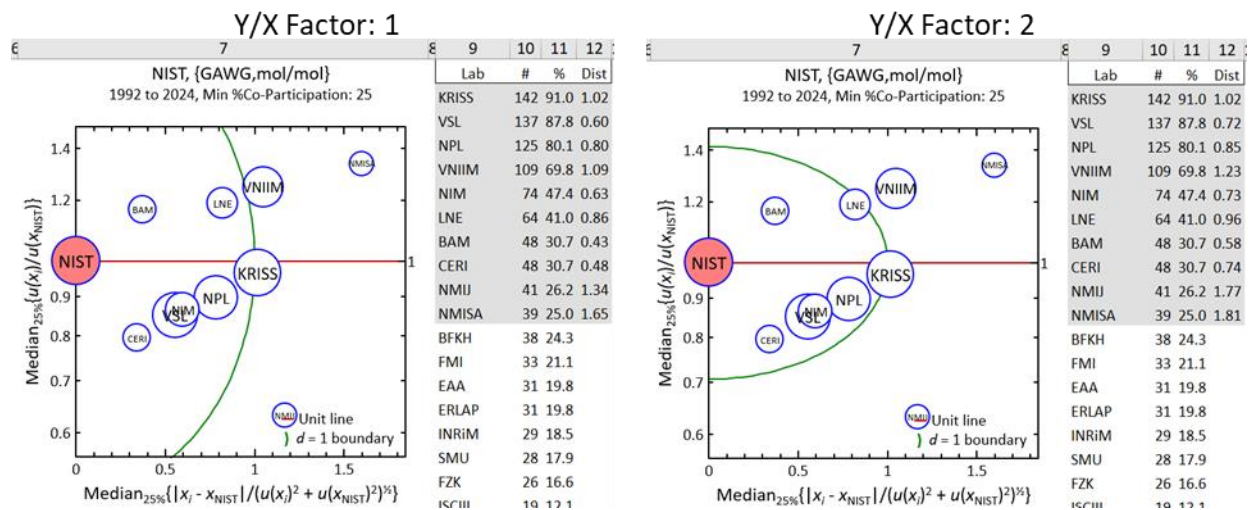 Y/X Factor: 1
6 7 8 9 10 11 12
NIST, {GAWG,mol/mol}
1992 to 2024, Min %Co-Participation: 25
Median25%{u(xi)/u(xNIST)}
1.4
1.2
1
0.9
0.8
0.7
0.6
NMISA
VNIIM
LNE
BAM
NIST
KRISS
NPL
NIM
VSL
CERI
NMIJ
Unit line
d = 1 boundary
0 0.5 1 1.5
Median25%{|xi - xNIST|/(u(xi)2 + u(xNIST)2)½}
Lab # % Dist
KRISS 142 91.0 1.02
VSL 137 87.8 0.60
NPL 125 80.1 0.80
VNIIM 109 69.8 1.09
NIM 74 47.4 0.63
LNE 64 41.0 0.86
BAM 48 30.7 0.43
CERI 48 30.7 0.48
NMIJ 41 26.2 1.34
NMISA 39 25.0 1.65
BFKH 38 24.3
FMI 33 21.1
EAA 31 19.8
ERLAP 31 19.8
INRiM 29 18.5
SMU 28 17.9
FZK 26 16.6
ISCIII 19 12.1
Y/X Factor: 2
6 7 8 9 10 11 12
NIST, {GAWG,mol/mol}
1992 to 2024, Min %Co-Participation: 25
Median25%{u(xi)/u(xNIST)}
1.4
1.2
1
0.9
0.8
0.7
0.6
NMISA
VNIIM
LNE
BAM
NIST
KRISS
NPL
NIM
VSL
CERI
NMIJ
Unit line
d = 1 boundary
0 0.5 1 1.5
Median25%{|xi - xNIST|/(u(xi)2 + u(xNIST)2)½}
Lab # % Dist
KRISS 142 91.0 1.02
VSL 137 87.8 0.72
NPL 125 80.1 0.85
VNIIM 109 69.8 1.23
NIM 74 47.4 0.73
LNE 64 41.0 0.96
BAM 48 30.7 0.58
CERI 48 30.7 0.74
NMIJ 41 26.2 1.77
NMISA 39 25.0 1.81
BFKH 38 24.3
FMI 33 21.1
EAA 31 19.8
ERLAP 31 19.8
INRiM 29 18.5
SMU 28 17.9
FZK 26 16.6
ISCIII 19 12.1